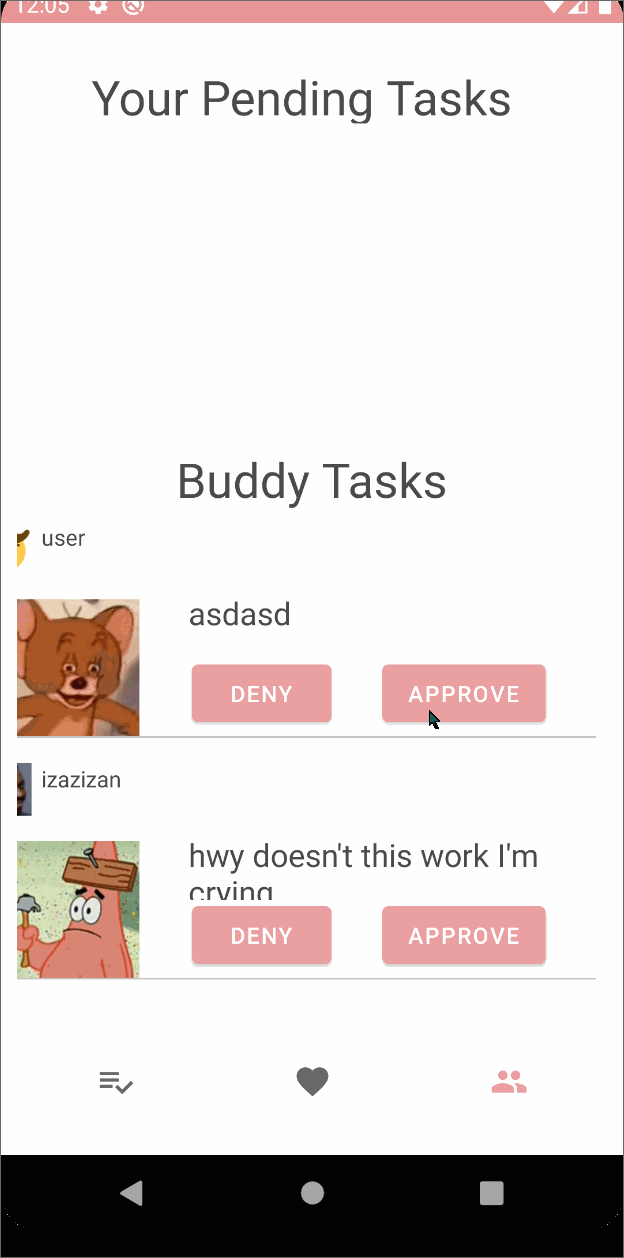 12:05
Your Pending Tasks
Buddy Tasks
user
asdasd
DENY
APPROVE
izazizan
hwy doesn't this work I'm
crying
DENY
APPROVE